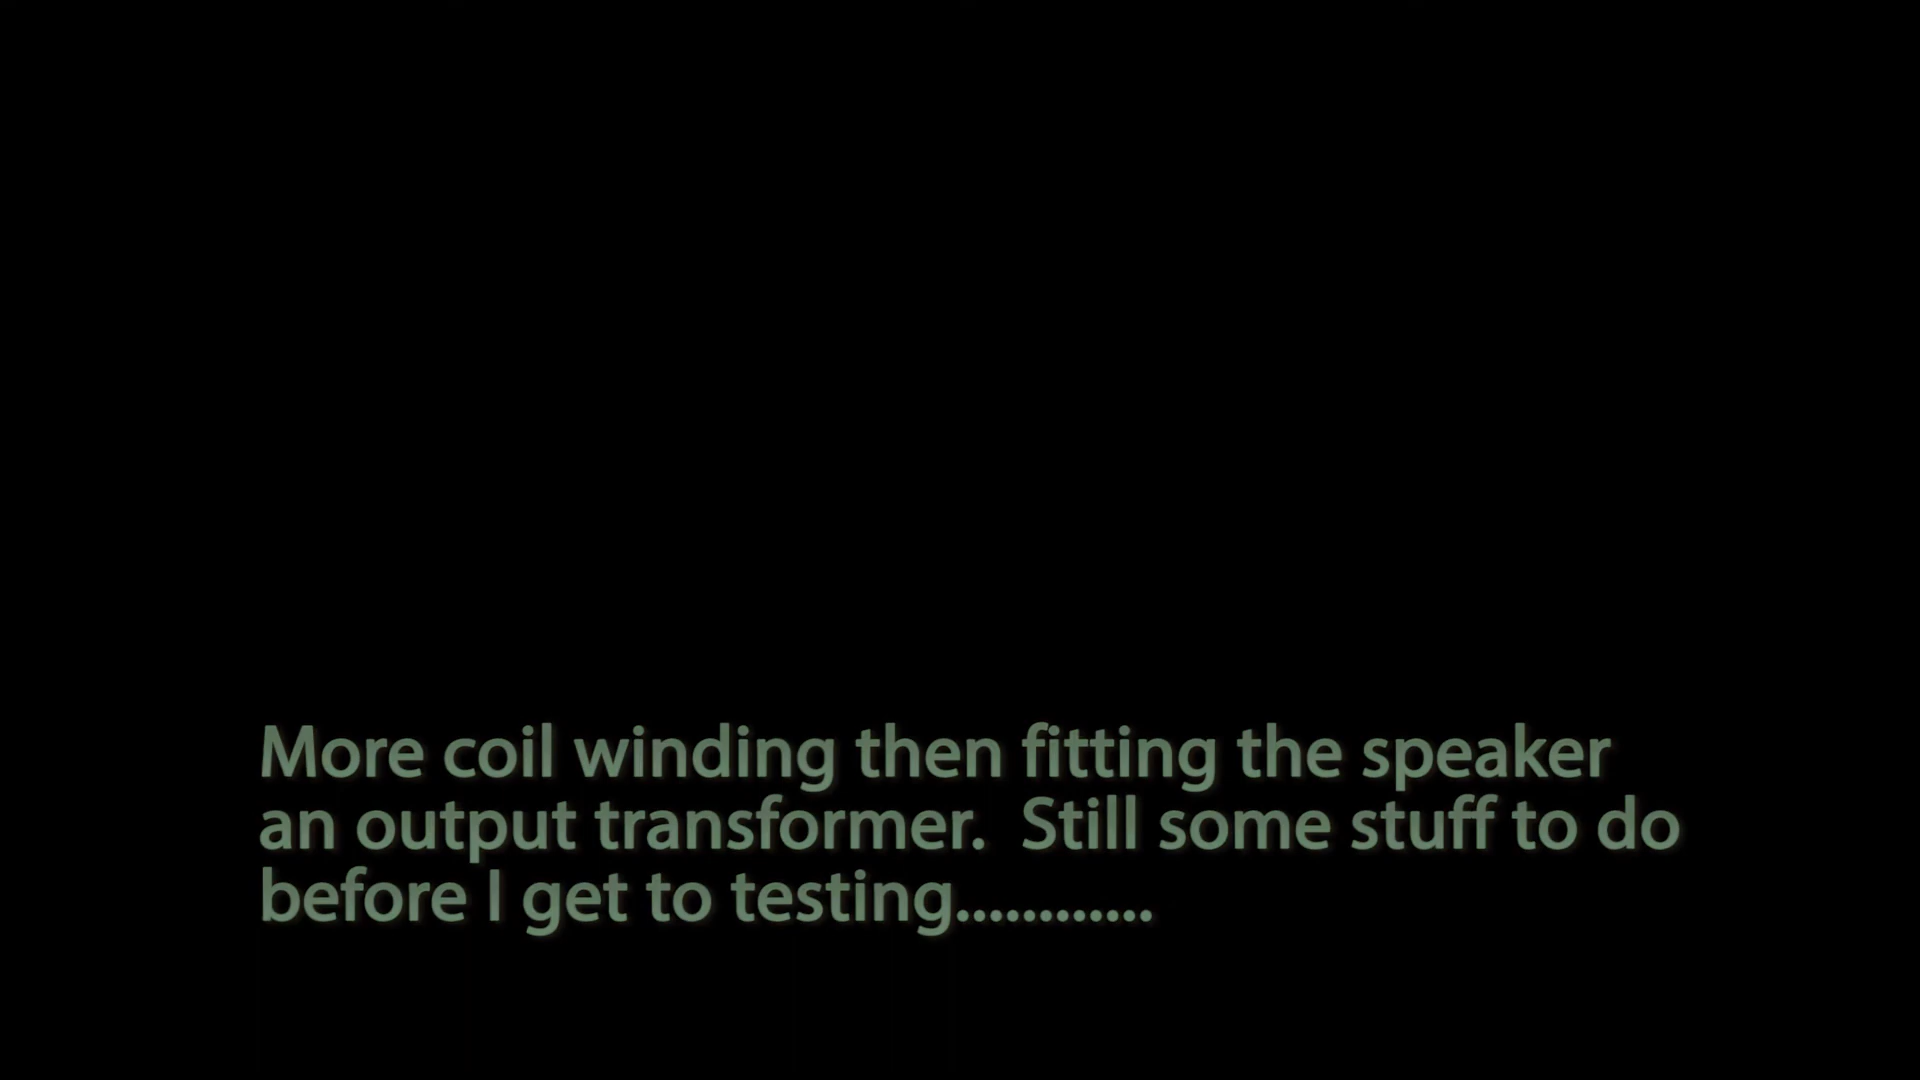 More coil winding then fitting the speaker
an output transformer.  Still some stuff to do
before I get to testing............